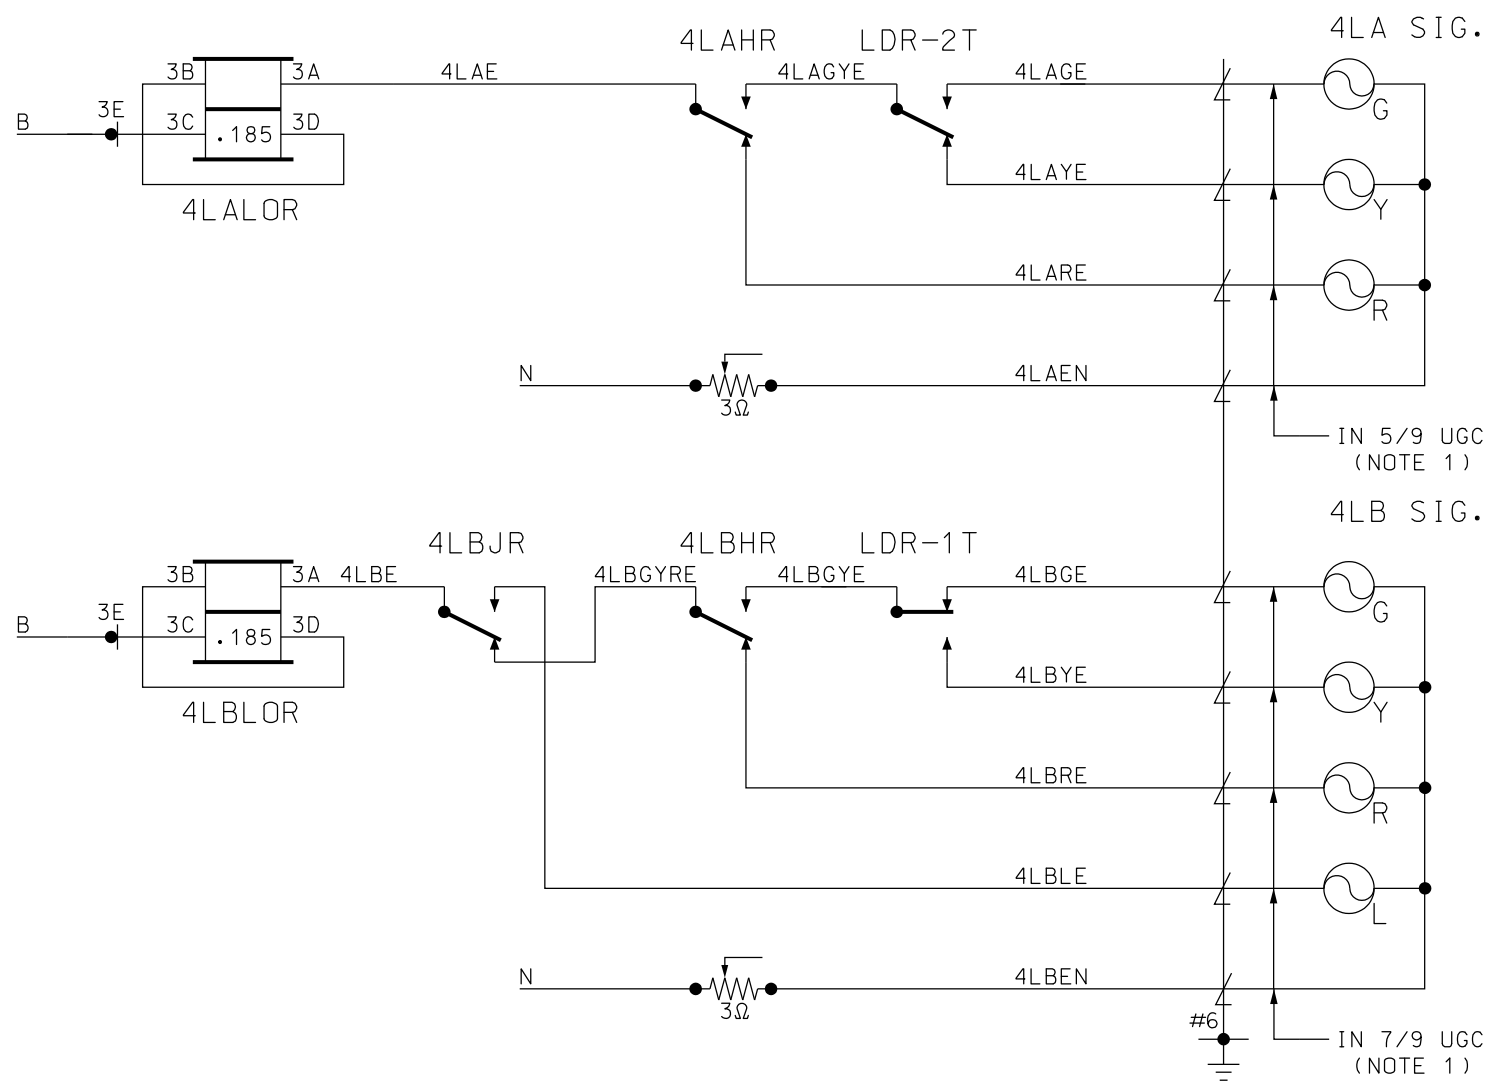 4LA SIG.
4LAHR
LDR-2T
3B
3A
4LAE
4LAGYE
4LAGE
G
B
3E
3C
.185
3D
4LAYE
Y
4LALOR
4LARE
R
N
3Ω
4LAEN
IN 5/9 UGC
(NOTE 1)
4LB SIG.
4LBJR
4LBHR
LDR-1T
3B
3A
4LBE
4LBGYRE
4LBGYE
4LBGE
G
B
3E
3C
.185
3D
4LBYE
Y
4LBLOR
4LBRE
R
4LBLE
L
N
3Ω
4LBEN
#6
IN 7/9 UGC
(NOTE 1)